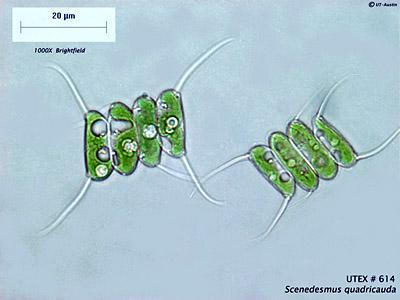 © UT-Austin
20 µm
1000X Brightfield
UTEX # 614
Scenedesmus quadricauda